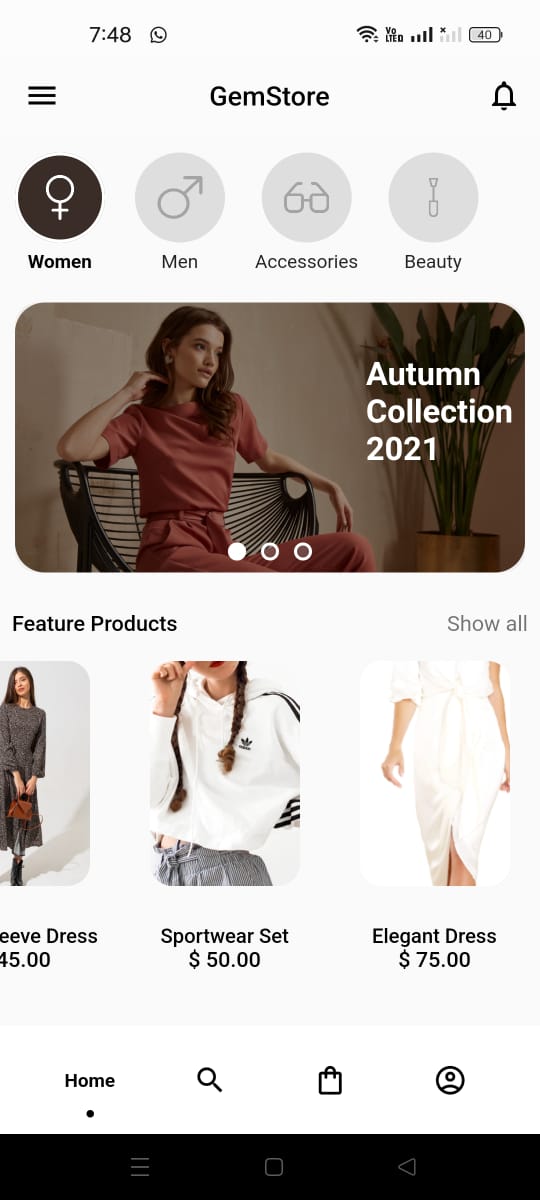 7:48
Vo
LTE
40
GemStore
Women
Men
Accessories
Beauty
Autumn
Collection
2021
Feature Products
Show all
eeve Dress
45.00
adidas
Sportwear Set
$ 50.00
Elegant Dress
$ 75.00
Home